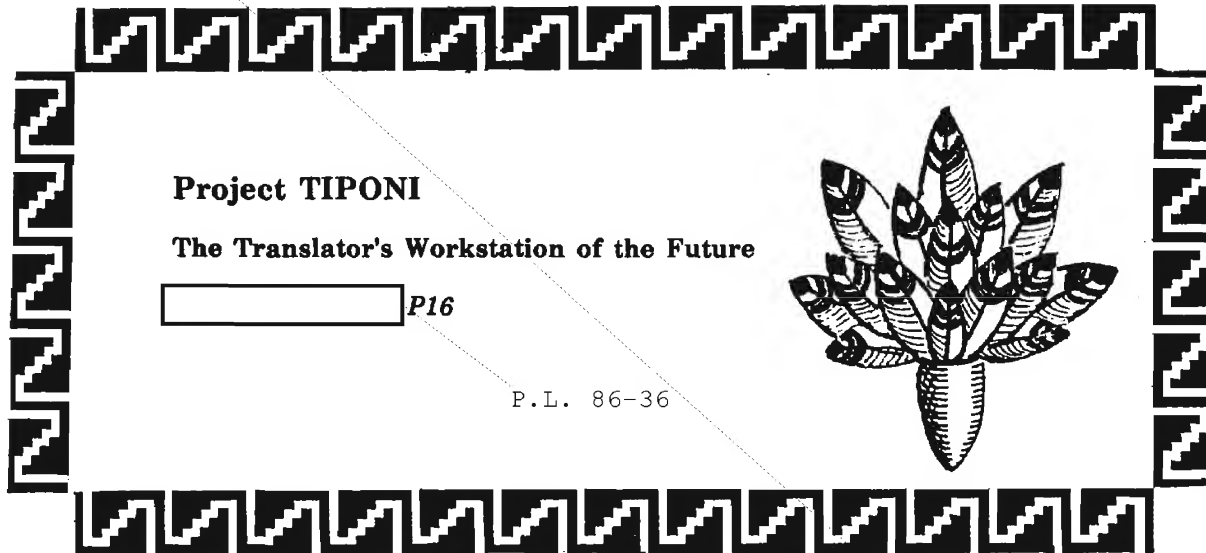 Project TIPONI
The Translator's Workstation of the Future
P16
P.L. 86-36